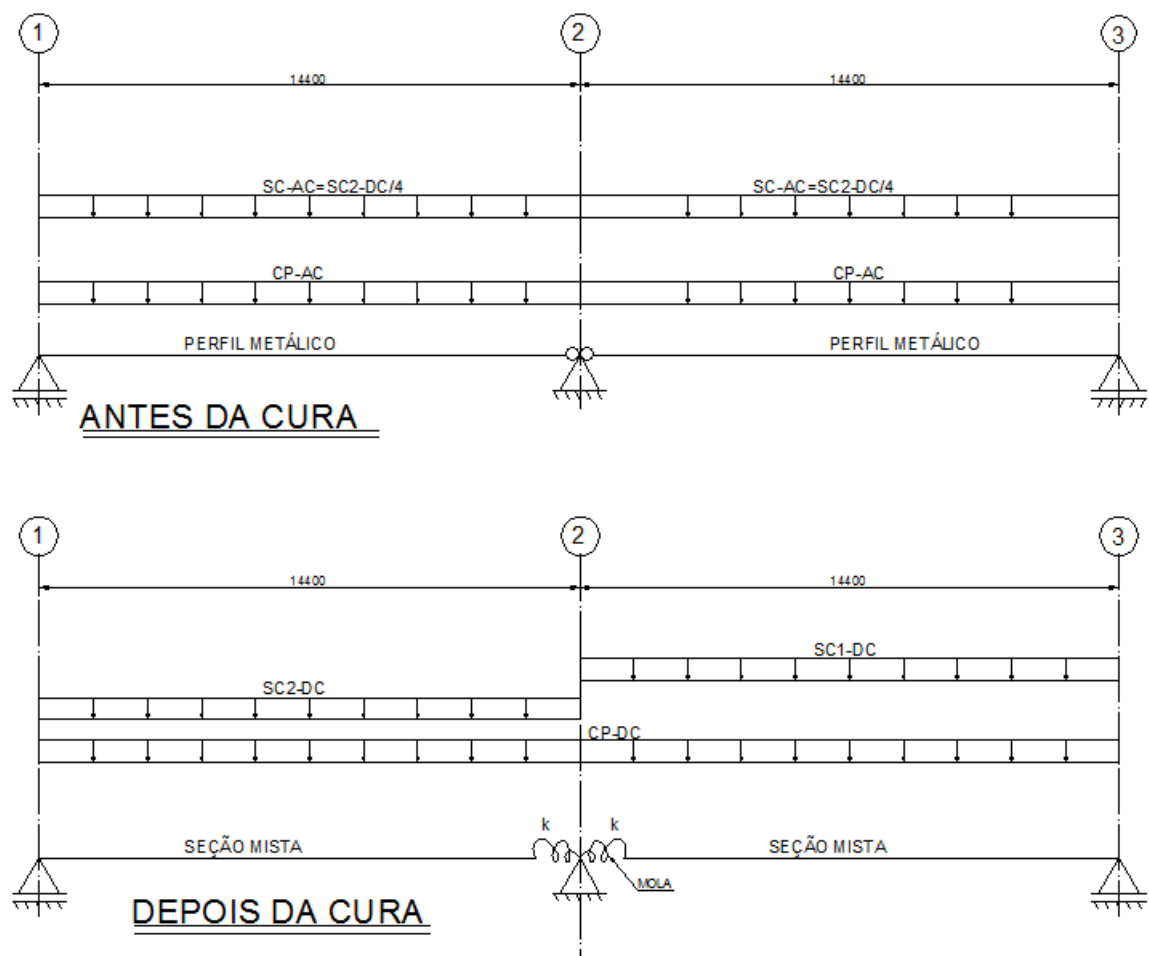 1 2 3
14400 14400
SC-AC=SC2-DC/4 SC-AC=SC2-DC/4
CP-AC CP-AC
PERFIL METÁLICO PERFIL METÁLICO
ANTES DA CURA
1 2 3
14400 14400
SC1-DC
SC2-DC
CP-DC
k k
SEÇÃO MISTA SEÇÃO MISTA
MOLA
DEPOIS DA CURA